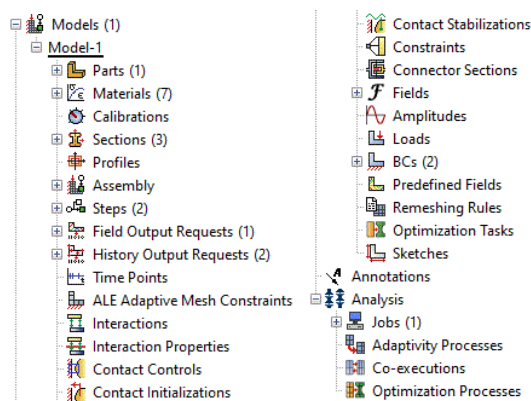 Models (1)
Model-1
Parts (1)
Materials (7)
Calibrations
Sections (3)
Profiles
Assembly
Steps (2)
Field Output Requests (1)
History Output Requests (2)
Time Points
ALE Adaptive Mesh Constraints
Interactions
Interaction Properties
Contact Controls
Contact Initializations
Contact Stabilizations
Constraints
Connector Sections
Fields
Amplitudes
Loads
BCs (2)
Predefined Fields
Remeshing Rules
Optimization Tasks
Sketches
Annotations
Analysis
Jobs (1)
Adaptivity Processes
Co-executions
Optimization Processes